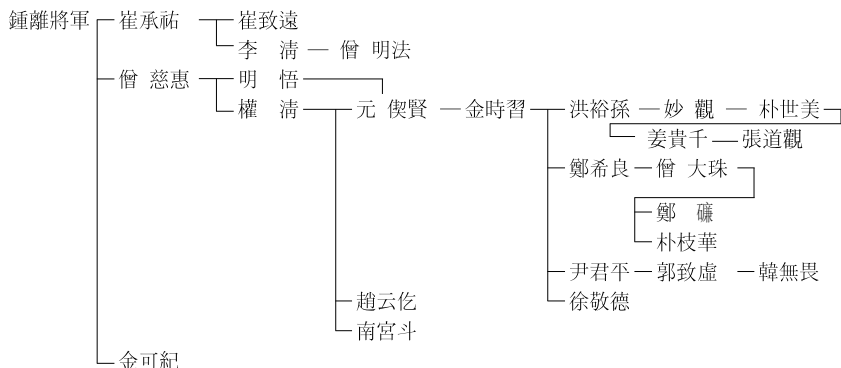 鍾離將軍 崔承祐 崔致遠
李 淸 僧 明法
僧 慈惠 明 悟
權 淸 元 偰賢 金時習 洪裕孫 妙 觀 朴世美
姜貴千 張道觀
鄭希良 僧 大珠
鄭 𥖝
朴枝華
尹君平 郭致虛 韓無畏
趙云仡
徐敬德
南宮斗
金可紀